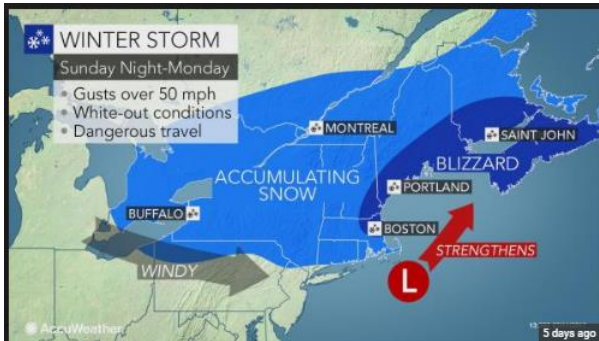 WINTER STORM
Sunday Night-Monday
• Gusts over 50 mph
• White-out conditions
• Dangerous travel
MONTREAL
SAINT JOHN
BLIZZARD
ACCUMULATING
SNOW
PORTLAND
BUFFALO
BOSTON
STRENGTHENS
WINDY
L
AccuWeather
5 days ago